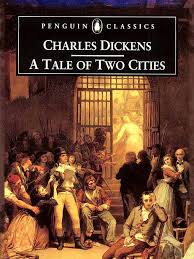 PENGUIN CLASSICS
CHARLES DICKENS
A TALE OF TWO CITIES